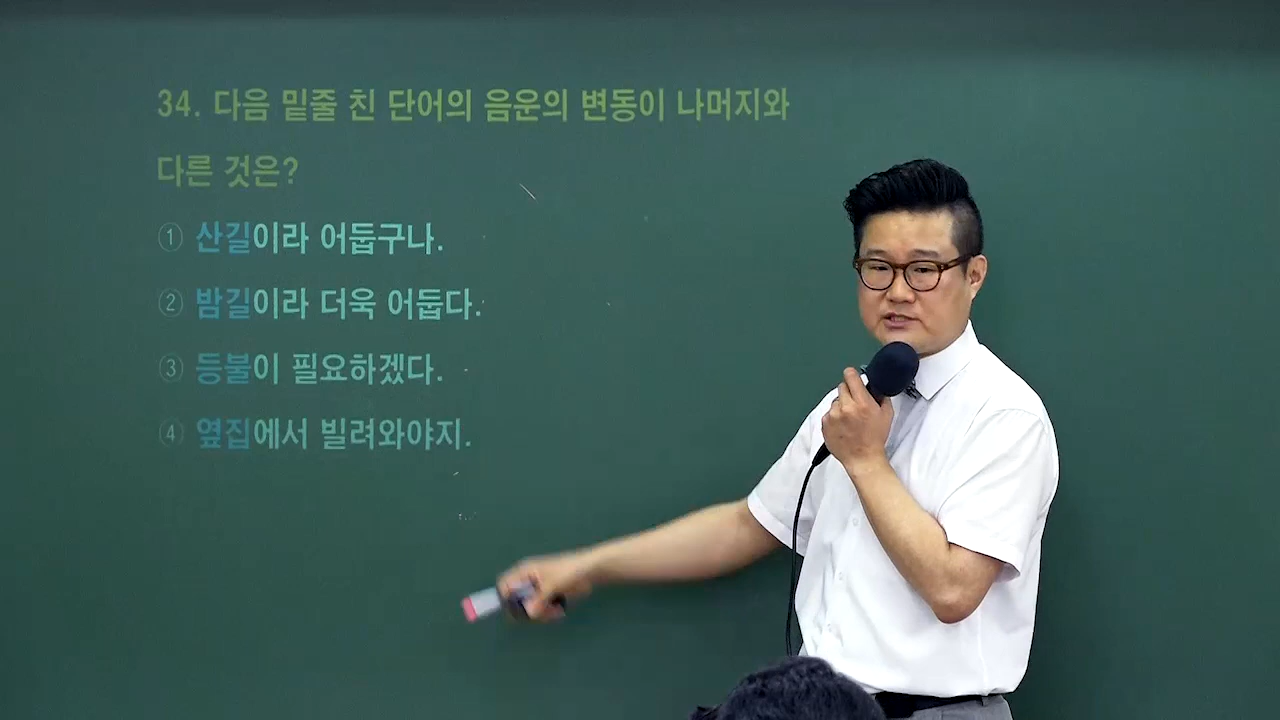 34. 다음 밑줄 친 단어의 음운의 변동이 나머지와
다른 것은?
① 산길이라 어둡구나.
② 밤길이라 더욱 어둡다.
③ 등불이 필요하겠다.
④ 옆집에서 빌려와야지.